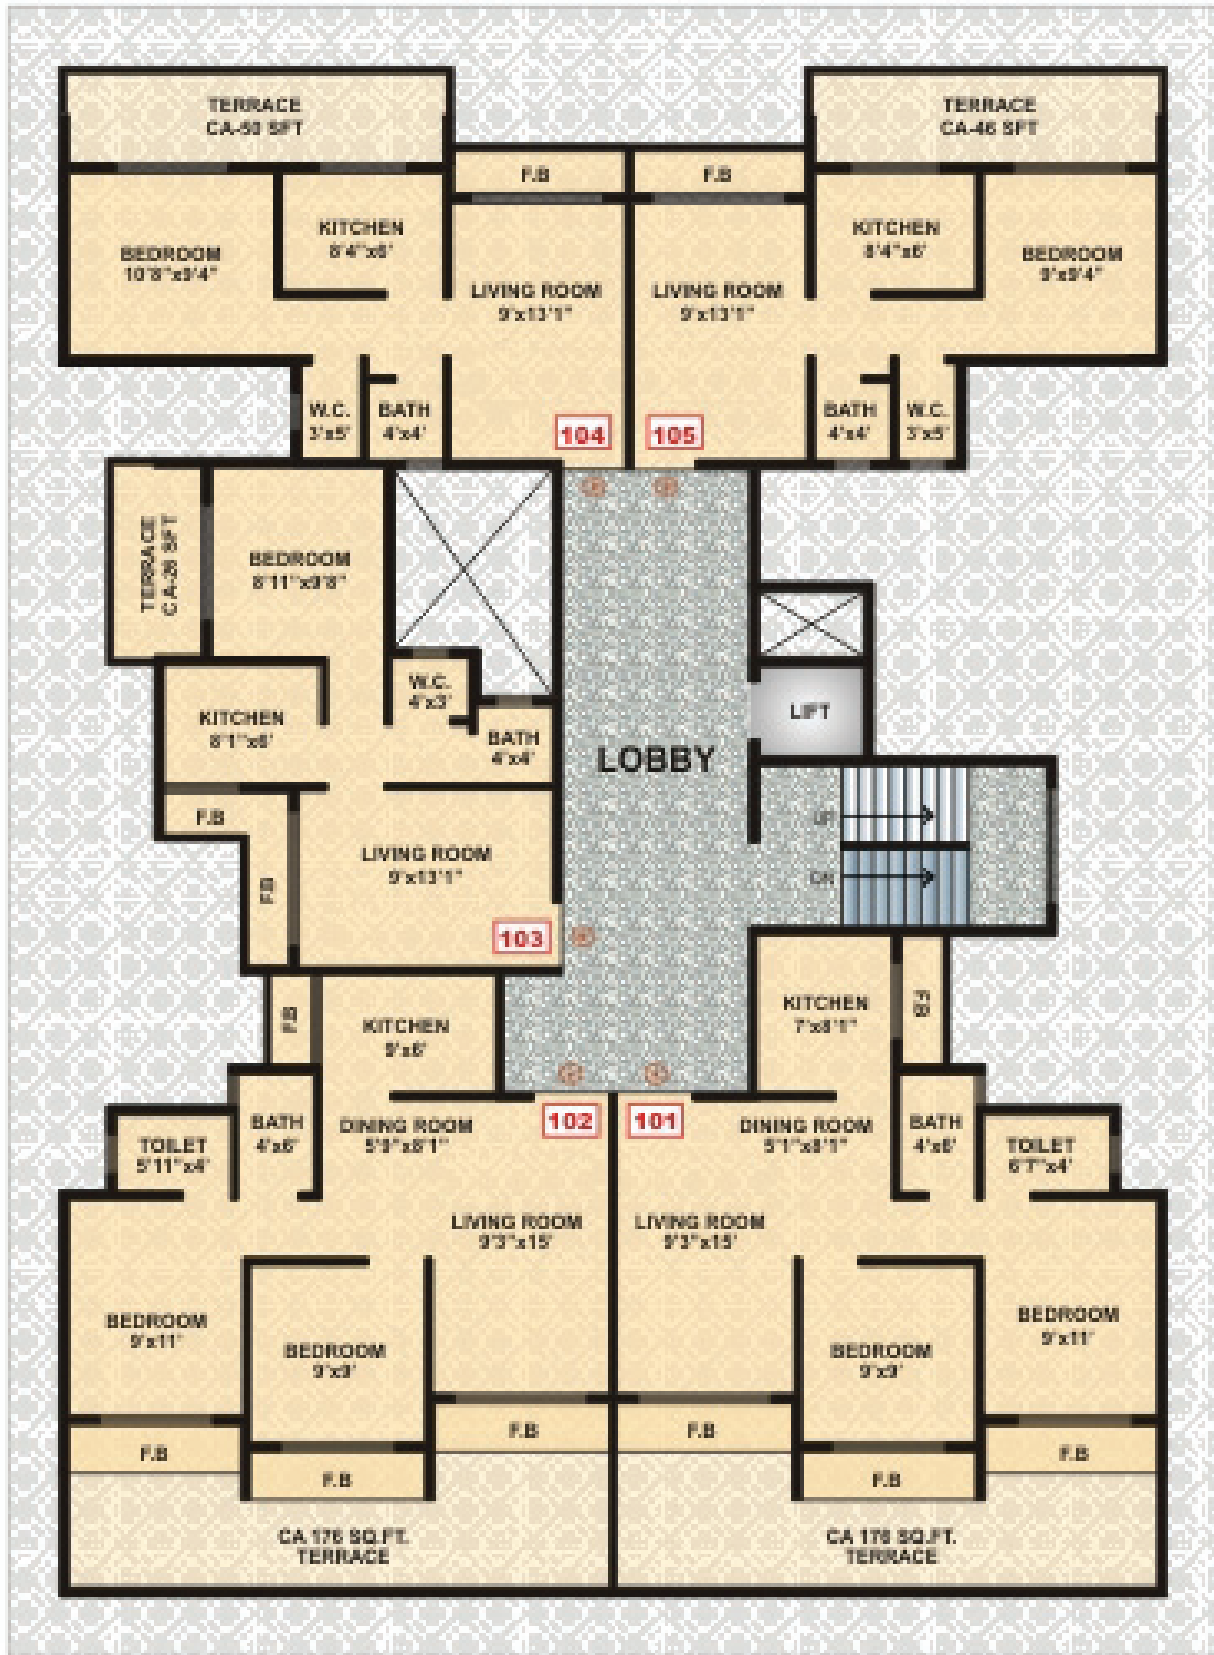 TERRACE
CA-50 SFT
TERRACE
CA-46 SFT
F.B
F.B
KITCHEN
8'4"x6'
KITCHEN
8'4"x6'
BEDROOM
10'8"x9'4"
BEDROOM
9'x9'4"
LIVING ROOM
9'x13'1"
LIVING ROOM
9'x13'1"
W.C.
3'x5'
BATH
4'x4'
104
105
BATH
4'x4'
W.C.
3'x5'
TERRACE
CA-26 SFT
BEDROOM
8'11"x9'8"
W.C.
4'x3'
KITCHEN
8'1"x6'
BATH
4'x4'
LOBBY
LIFT
F.B
UP
LIVING ROOM
9'x13'1"
F.B
DN
103
KITCHEN
7'x8'1"
F.B
F.B
KITCHEN
9'x6'
102
101
BATH
4'x6'
DINING ROOM
5'9"x8'1"
DINING ROOM
5'1"x8'1"
BATH
4'x6'
TOILET
5'11"x4'
TOILET
6'7"x4'
LIVING ROOM
9'3"x15'
LIVING ROOM
9'3"x15'
BEDROOM
9'x11'
BEDROOM
9'x9'
BEDROOM
9'x9'
BEDROOM
9'x11'
F.B
F.B
F.B
F.B
F.B
F.B
CA 176 SQ.FT.
TERRACE
CA 176 SQ.FT.
TERRACE